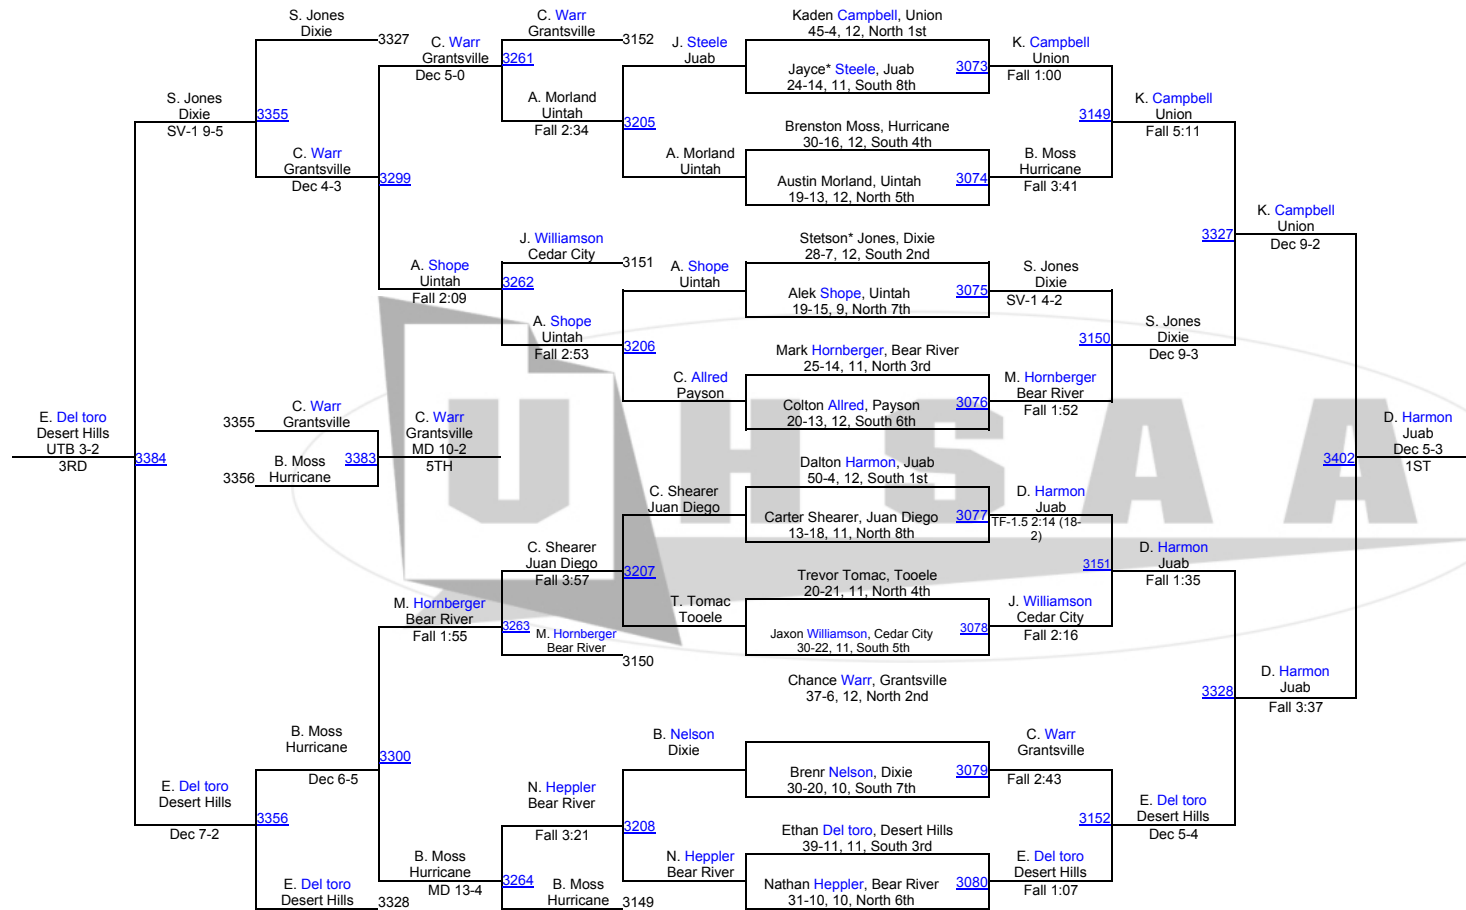 S. Jones
Dixie
3327
S. Jones
Dixie
SV-1 9-5
3355
C. Warr
Grantsville
Dec 4-3
C. Warr
Grantsville
Dec 5-0
3299
A. Shope
Uintah
Fall 2:09
C. Warr
Grantsville
3152
3261
A. Morland
Uintah
Fall 2:34
J. Williamson
Cedar City
3151
3262
A. Shope
Uintah
Fall 2:53
J. Steele
Juab
3205
A. Morland
Uintah
A. Shope
Uintah
3206
C. Allred
Payson
Kaden Campbell, Union
45-4, 12, North 1st
Jayce* Steele, Juab
24-14, 11, South 8th
3073
Brenston Moss, Hurricane
30-16, 12, South 4th
Austin Morland, Uintah
19-13, 12, North 5th
3074
Stetson* Jones, Dixie
28-7, 12, South 2nd
Alek Shope, Uintah
19-15, 9, North 7th
3075
Mark Hornberger, Bear River
25-14, 11, North 3rd
Colton Allred, Payson
20-13, 12, South 6th
3076
K. Campbell
Union
Fall 1:00
3149
B. Moss
Hurricane
Fall 3:41
S. Jones
Dixie
SV-1 4-2
3150
M. Hornberger
Bear River
Fall 1:52
K. Campbell
Union
Fall 5:11
3327
S. Jones
Dixie
Dec 9-3
K. Campbell
Union
Dec 9-2
E. Del toro
Desert Hills
UTB 3-2
3RD
3384
3355
C. Warr
Grantsville
3356
B. Moss
Hurricane
3383
C. Warr
Grantsville
MD 10-2
5TH
UHSAA
3402
D. Harmon
Juab
Dec 5-3
1ST
Dalton Harmon, Juab
50-4, 12, South 1st
Carter Shearer, Juan Diego
13-18, 11, North 8th
3077
Trevor Tomac, Tooele
20-21, 11, North 4th
Jaxon Williamson, Cedar City
30-22, 11, South 5th
3078
Chance Warr, Grantsville
37-6, 12, North 2nd
Brenr Nelson, Dixie
30-20, 10, South 7th
3079
Ethan Del toro, Desert Hills
39-11, 11, South 3rd
Nathan Heppler, Bear River
31-10, 10, North 6th
3080
C. Shearer
Juan Diego
3207
T. Tomac
Tooele
B. Nelson
Dixie
3208
N. Heppler
Bear River
C. Shearer
Juan Diego
Fall 3:57
3263
M. Hornberger
Bear River
3150
N. Heppler
Bear River
Fall 3:21
3264
B. Moss
Hurricane
3149
M. Hornberger
Bear River
Fall 1:55
3300
B. Moss
Hurricane
MD 13-4
B. Moss
Hurricane
Dec 6-5
3356
E. Del toro
Desert Hills
3328
E. Del toro
Desert Hills
Dec 7-2
D. Harmon
Juab
TF-1.5 2:14 (18-
2)
3151
J. Williamson
Cedar City
Fall 2:16
C. Warr
Grantsville
Fall 2:43
3152
E. Del toro
Desert Hills
Fall 1:07
D. Harmon
Juab
Fall 1:35
3328
E. Del toro
Desert Hills
Dec 5-4
D. Harmon
Juab
Fall 3:37